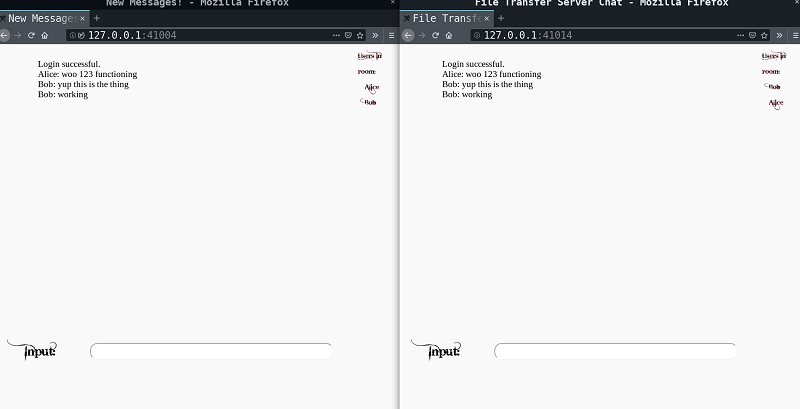 New Messages! - Mozilla Firefox
New Messages
127.0.0.1:41004
Login successful.
Alice: woo 123 functioning
Bob: yup this is the thing
Bob: working
Users in
room:
Alice
Bob
Input:
File Transfer Server Chat - Mozilla Firefox
File Transfe
127.0.0.1:41014
Login successful.
Alice: woo 123 functioning
Bob: yup this is the thing
Bob: working
Users in
room:
Bob
Alice
Input: